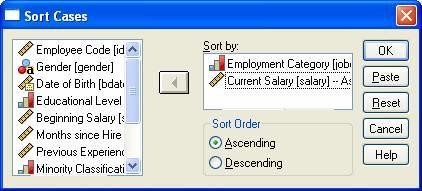 Sort Cases
Employee Code [id
Gender [gender]
Date of Birth [bdate
Educational Level
Beginning Salary [s
Months since Hire
Previous Experienc
Minority Classificati
Sort by:
Employment Category [jobc
Current Salary [salary] -- As
Sort Order
Ascending
Descending
OK
Paste
Reset
Cancel
Help